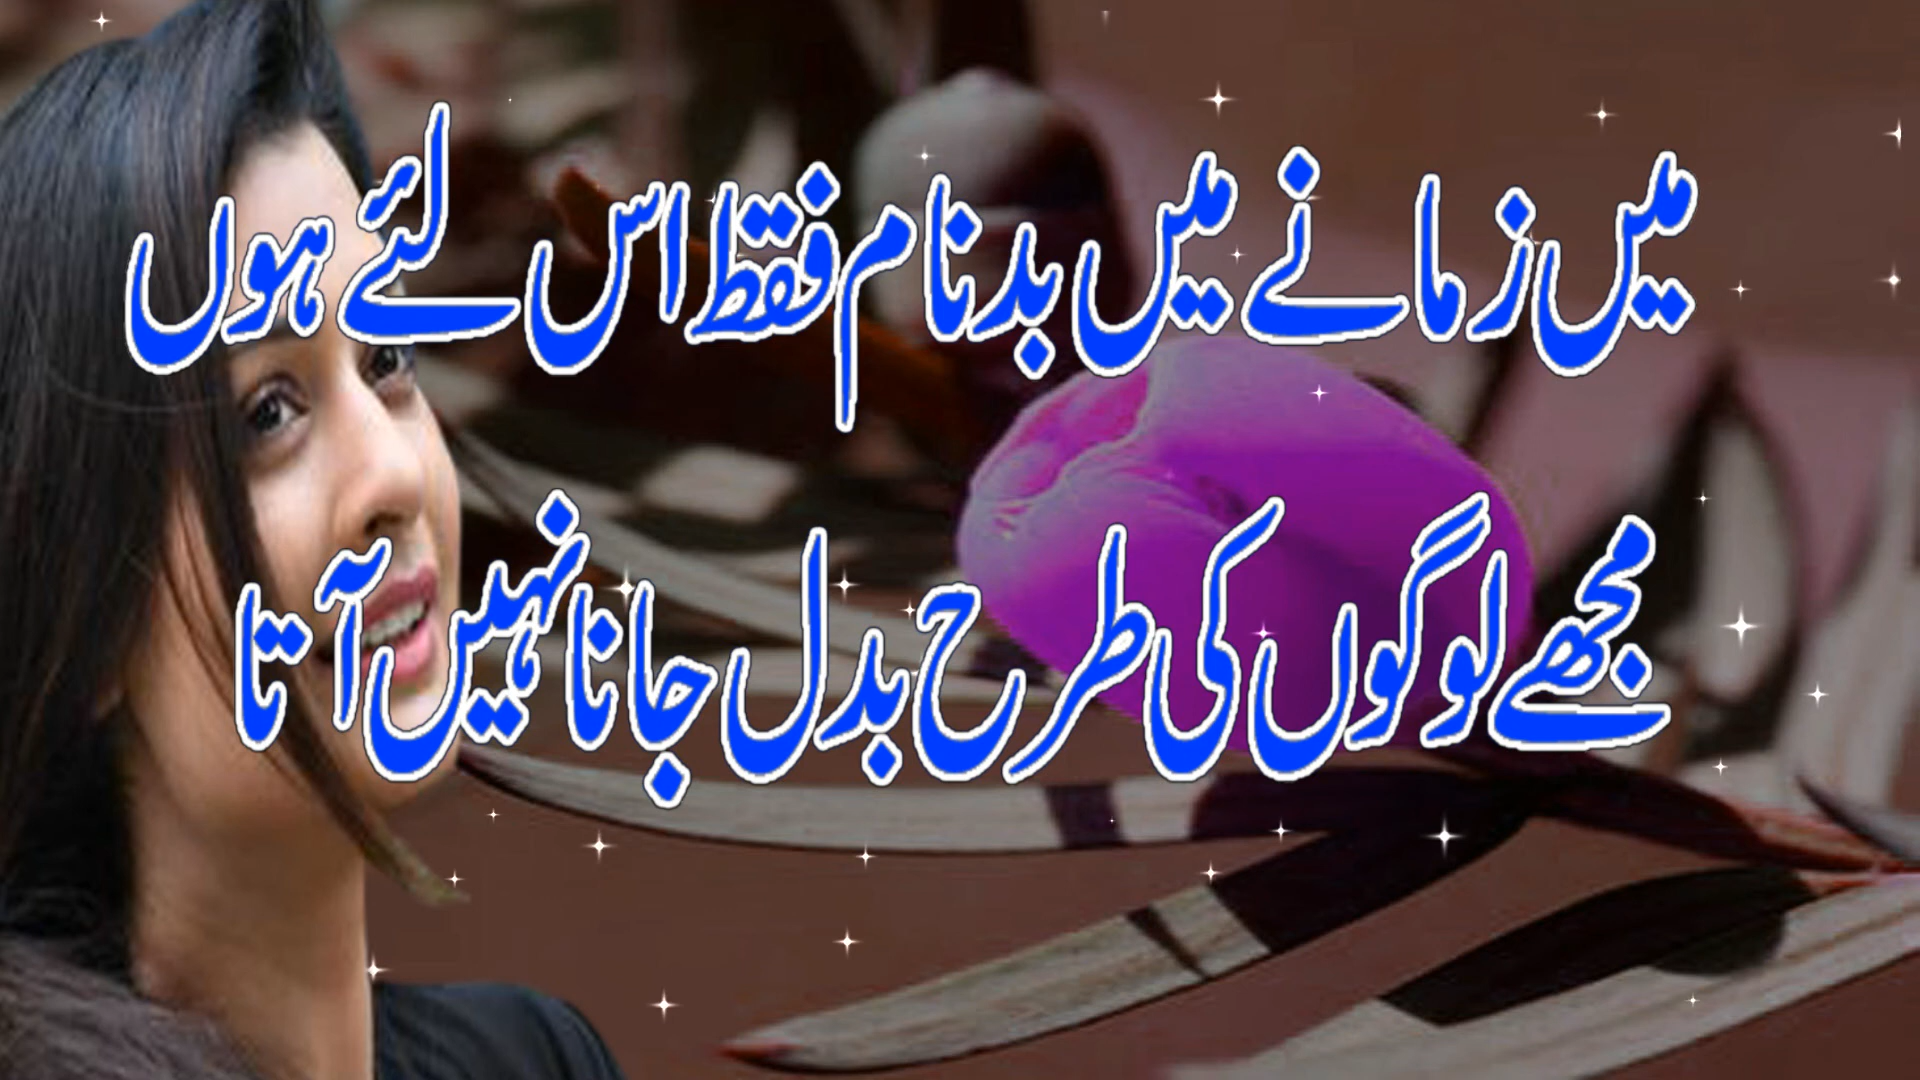 میں زمانے میں بدنام فقط اس لئے ہوں
مجھے لوگوں کی طرح بدل جانا نہیں آتا